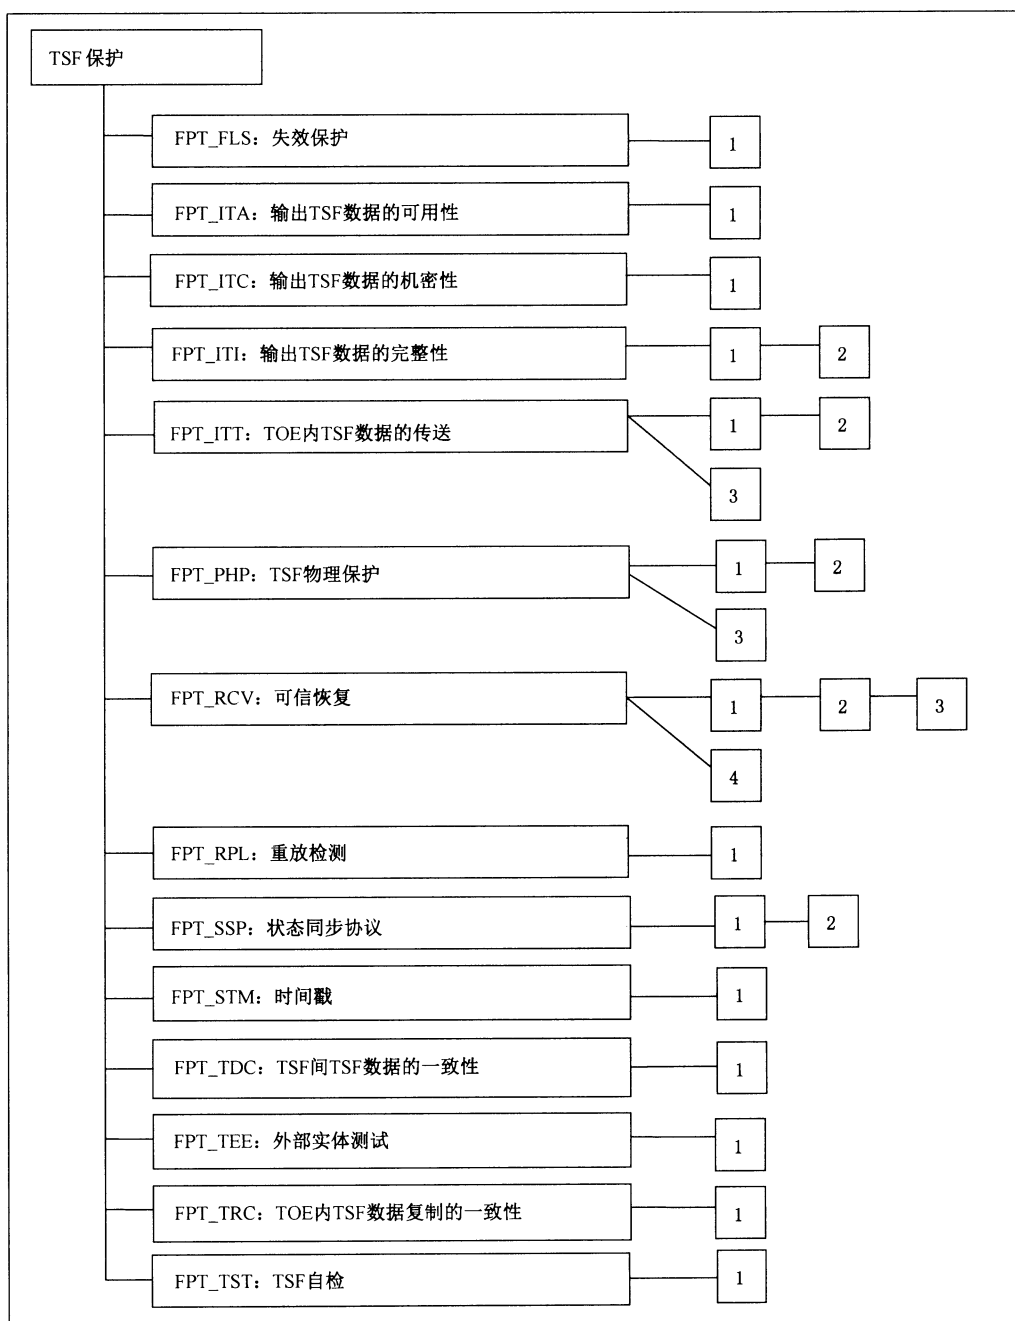 TSF 保护
FPT_FLS：失效保护 1
FPT_ITA：输出TSF数据的可用性 1
FPT_ITC：输出TSF数据的机密性 1
FPT_ITI：输出TSF数据的完整性 1 2
FPT_ITT：TOE内TSF数据的传送 1 2
3
FPT_PHP：TSF物理保护 1 2
3
FPT_RCV：可信恢复 1 2 3
4
FPT_RPL：重放检测 1
FPT_SSP：状态同步协议 1 2
FPT_STM：时间戳 1
FPT_TDC：TSF间TSF数据的一致性 1
FPT_TEE：外部实体测试 1
FPT_TRC：TOE内TSF数据复制的一致性 1
FPT_TST：TSF自检 1